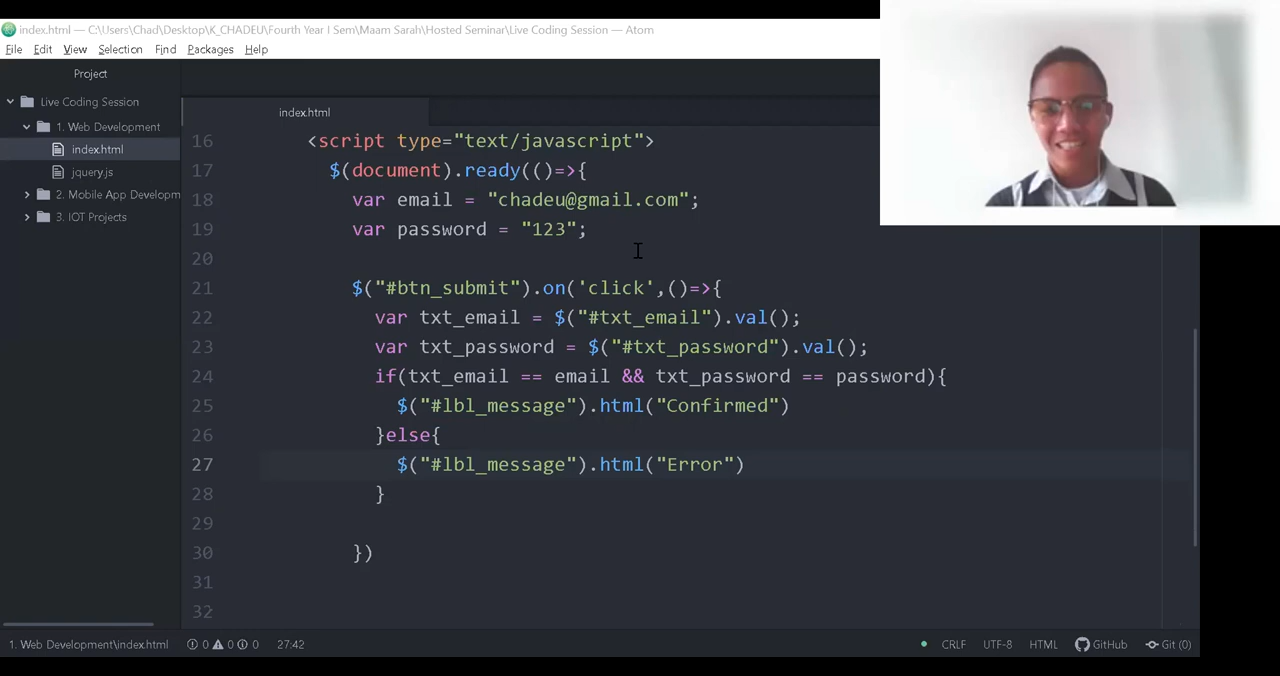 index.html — C:\Users\Chad\Desktop\K_CHADEU\Fourth Year I Sem\Maam Sarah\Hosted Seminar\Live Coding Session — Atom
File Edit View Selection Find Packages Help
Project
Live Coding Session
1. Web Development
index.html
jquery.js
2. Mobile App Developm
3. IOT Projects
index.html
16 <script type="text/javascript">
17 $(document).ready(()=>{
18 var email = "chadeu@gmail.com";
19 var password = "123";
20
21 $("#btn_submit").on('click',()=>{
22 var txt_email = $("#txt_email").val();
23 var txt_password = $("#txt_password").val();
24 if(txt_email == email && txt_password == password){
25 $("#lbl_message").html("Confirmed")
26 }else{
27 $("#lbl_message").html("Error")
28 }
29
30 })
31
32
1. Web Development\index.html 0 0 0 27:42 CRLF UTF-8 HTML GitHub Git (0)